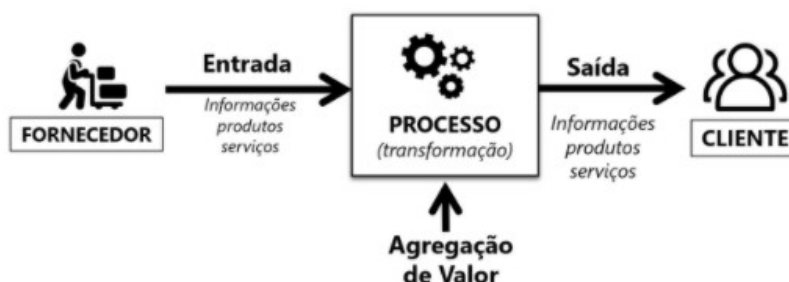 Entrada
Informações
produtos
serviços
FORNECEDOR
PROCESSO
(transformação)
Saída
Informações
produtos
serviços
CLIENTE
Agregação
de Valor